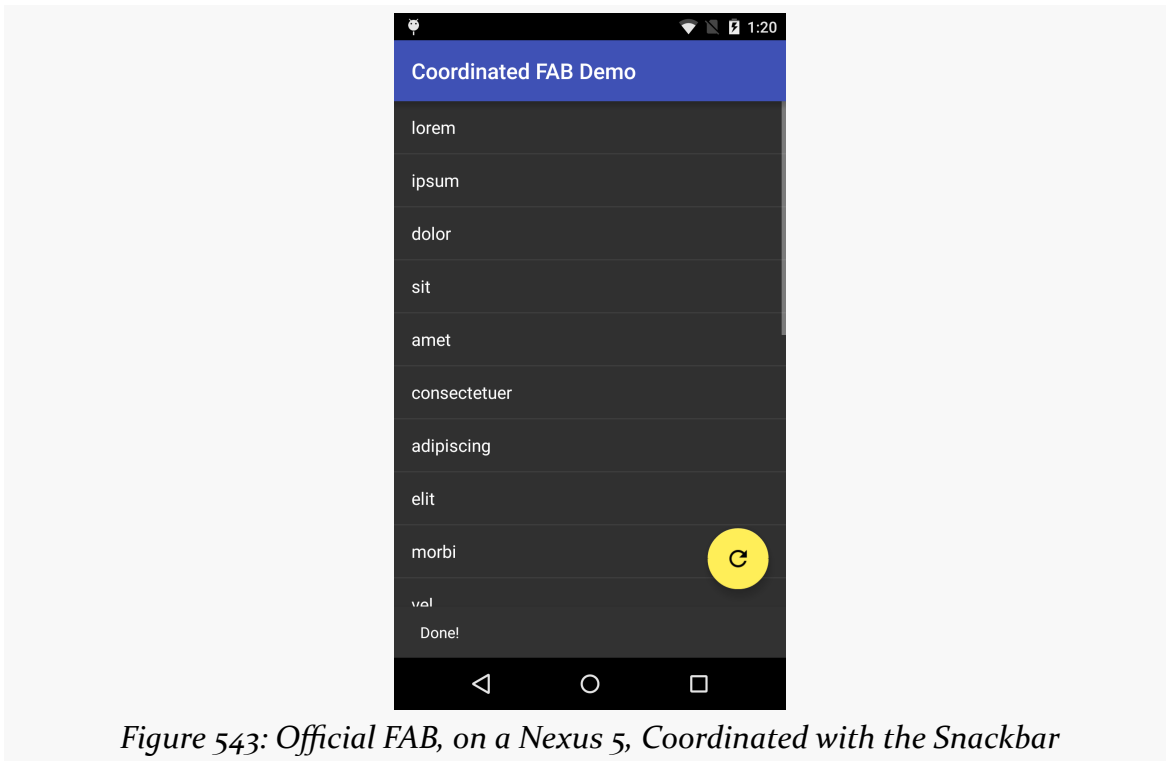 1:20
Coordinated FAB Demo
lorem
ipsum
dolor
sit
amet
consectetuer
adipiscing
elit
morbi
vel
Done!
Figure 543: Official FAB, on a Nexus 5, Coordinated with the Snackbar